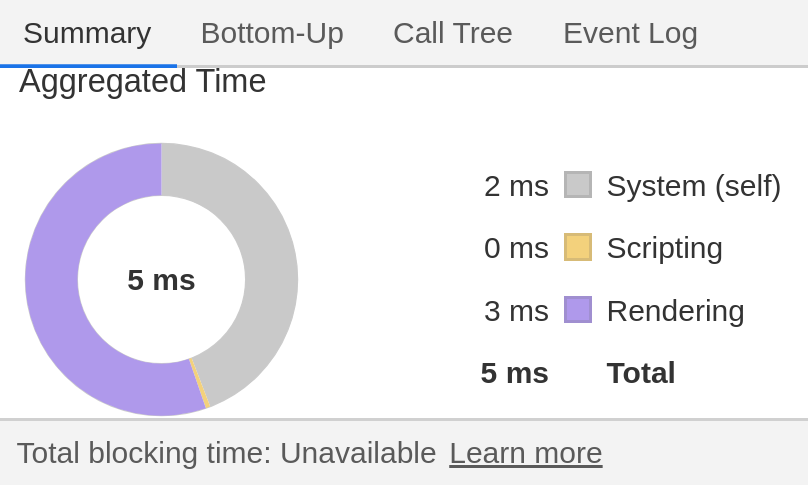 Summary Bottom-Up Call Tree Event Log
Aggregated Time
2 ms System (self)
0 ms Scripting
5 ms
3 ms Rendering
5 ms Total
Total blocking time: Unavailable Learn more